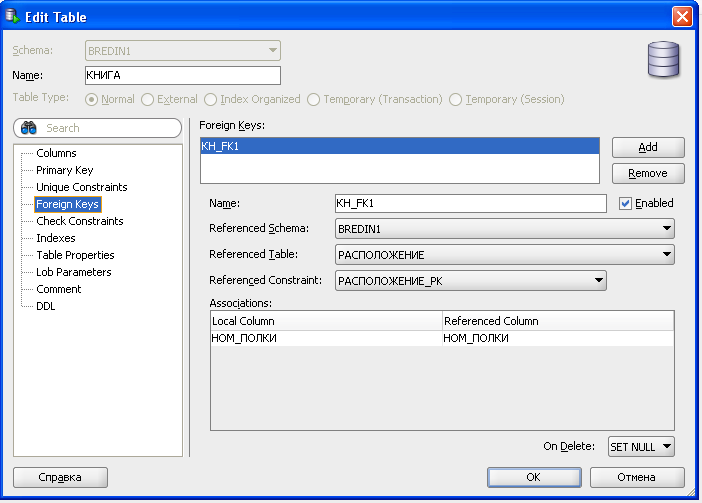 Edit Table
Schema: BREDIN1
Name: КНИГА
Table Type: Normal External Index Organized Temporary (Transaction) Temporary (Session)
Search
Columns
Primary Key
Unique Constraints
Foreign Keys
Check Constraints
Indexes
Table Properties
Lob Parameters
Comment
DDL
Foreign Keys:
KH_FK1
Add
Remove
Name: KH_FK1 Enabled
Referenced Schema: BREDIN1
Referenced Table: РАСПОЛОЖЕНИЕ
Referenced Constraint: РАСПОЛОЖЕНИЕ_PK
Associations:
Local Column Referenced Column
НОМ_ПОЛКИ НОМ_ПОЛКИ
On Delete: SET NULL
Справка OK Отмена